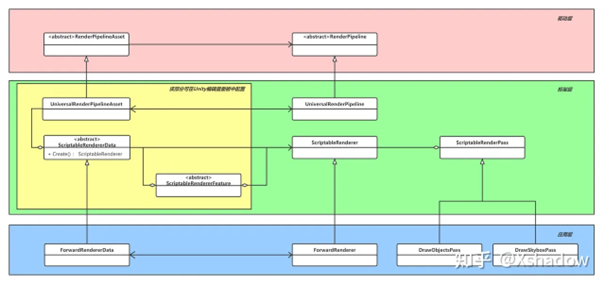 驱动层
<abstract>RenderPipelineAsset
<abstract>RenderPipeline
该部分可在Unity编辑器面板中配置
框架层
UniversalRenderPipelineAsset
UniversalRenderPipeline
<abstract>
ScriptableRendererData
+ Create() : ScriptableRenderer
ScriptableRenderer
ScriptableRenderPass
<abstract>
ScriptableRendererFeature
应用层
ForwardRendererData
ForwardRenderer
DrawObjectsPass
DrawSkyboxPass
知乎 @Xshadow